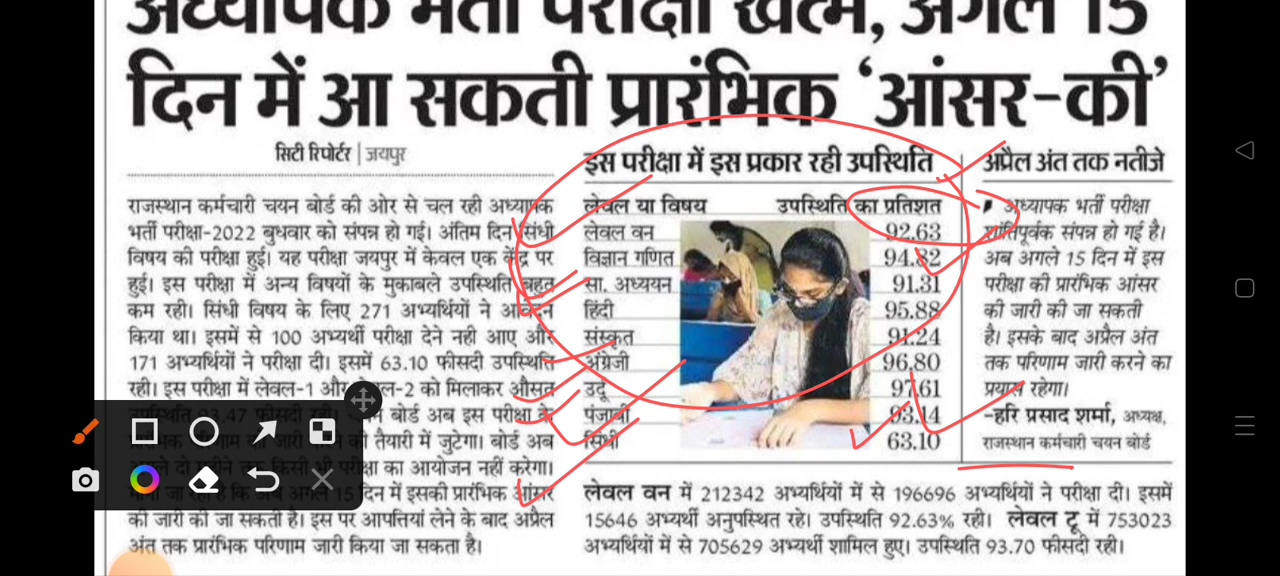 अध्यापक भर्ती परीक्षा खत्म, अगले 15
दिन में आ सकती प्रारंभिक ‘आंसर-की’
सिटी रिपोर्टर | जयपुर
राजस्थान कर्मचारी चयन बोर्ड की ओर से चल रही अध्यापक
भर्ती परीक्षा-2022 बुधवार को संपन्न हो गई। अंतिम दिन सिंधी
विषय की परीक्षा हुई। यह परीक्षा जयपुर में केवल एक केंद्र पर
हुई। इस परीक्षा में अन्य विषयों के मुकाबले उपस्थिति बहुत
कम रही। सिंधी विषय के लिए 271 अभ्यर्थियों ने आवेदन
किया था। इसमें से 100 अभ्यर्थी परीक्षा देने नही आए और
171 अभ्यर्थियों ने परीक्षा दी। इसमें 63.10 फीसदी उपस्थिति
रही। इस परीक्षा में लेवल-1 और लेवल-2 को मिलाकर औसत
उपस्थिति 93.47 फीसदी रही। बोर्ड अब इस परीक्षा के
जारी की तैयारी में जुटेगा। बोर्ड अब
परीक्षा का आयोजन नहीं करेगा।
जा रहा है कि अब अगले 15 दिन में इसकी प्रारंभिक आंसर
की जारी की जा सकती है। इस पर आपत्तियां लेने के बाद अप्रैल
अंत तक प्रारंभिक परिणाम जारी किया जा सकता है।
इस परीक्षा में इस प्रकार रही उपस्थिति
लेवल या विषय उपस्थिति का प्रतिशत
लेवल वन 92.63
विज्ञान गणित 94.82
सा. अध्ययन 91.31
हिंदी 95.88
संस्कृत 91.24
अंग्रेजी 96.80
उर्दू 97.61
पंजाबी 93.14
सिंधी 63.10
लेवल वन में 212342 अभ्यर्थियों में से 196696 अभ्यर्थियों ने परीक्षा दी। इसमें
15646 अभ्यर्थी अनुपस्थित रहे। उपस्थिति 92.63% रही। लेवल टू में 753023
अभ्यर्थियों में से 705629 अभ्यर्थी शामिल हुए। उपस्थिति 93.70 फीसदी रही।
अप्रैल अंत तक नतीजे
अध्यापक भर्ती परीक्षा
शांतिपूर्वक संपन्न हो गई है।
अब अगले 15 दिन में इस
परीक्षा की प्रारंभिक आंसर
की जारी की जा सकती
है। इसके बाद अप्रैल अंत
तक परिणाम जारी करने का
प्रयास रहेगा।
-हरि प्रसाद शर्मा, अध्यक्ष,
राजस्थान कर्मचारी चयन बोर्ड